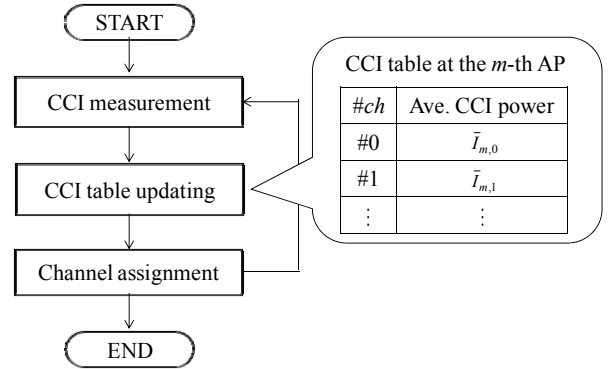 START
CCI measurement
CCI table updating
Channel assignment
END
CCI table at the m-th AP
#ch Ave. CCI power
#0 Ī_{m,0}
#1 Ī_{m,1}
⋮ ⋮